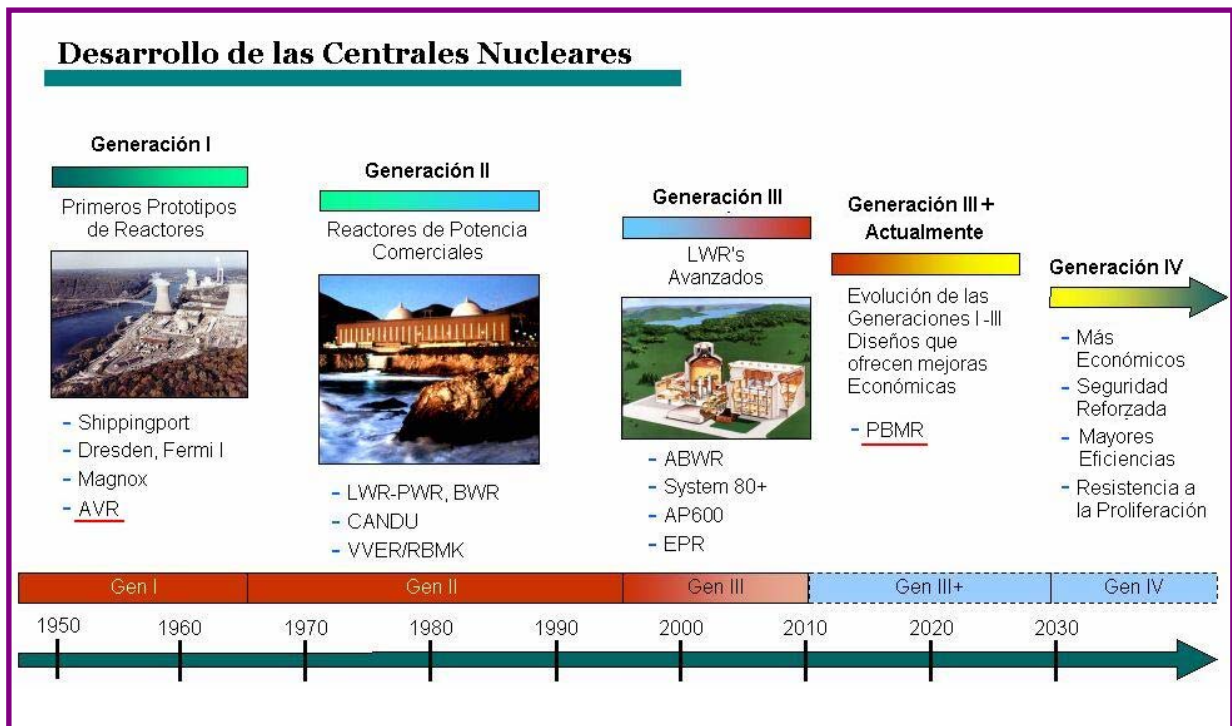 Desarrollo de las Centrales Nucleares
Generación I
Primeros Prototipos
de Reactores
- Shippingport
- Dresden, Fermi I
- Magnox
- AVR
Generación II
Reactores de Potencia
Comerciales
- LWR-PWR, BWR
- CANDU
- VVER/RBMK
Generación III
LWR's
Avanzados
- ABWR
- System 80+
- AP600
- EPR
Generación III +
Actualmente
Evolución de las
Generaciones I -III
Diseños que
ofrecen mejoras
Económicas
- PBMR
Generación IV
- Más
Económicos
- Seguridad
Reforzada
- Mayores
Eficiencias
- Resistencia a
la Proliferación
Gen I
Gen II
Gen III
Gen III+
Gen IV
1950
1960
1970
1980
1990
2000
2010
2020
2030